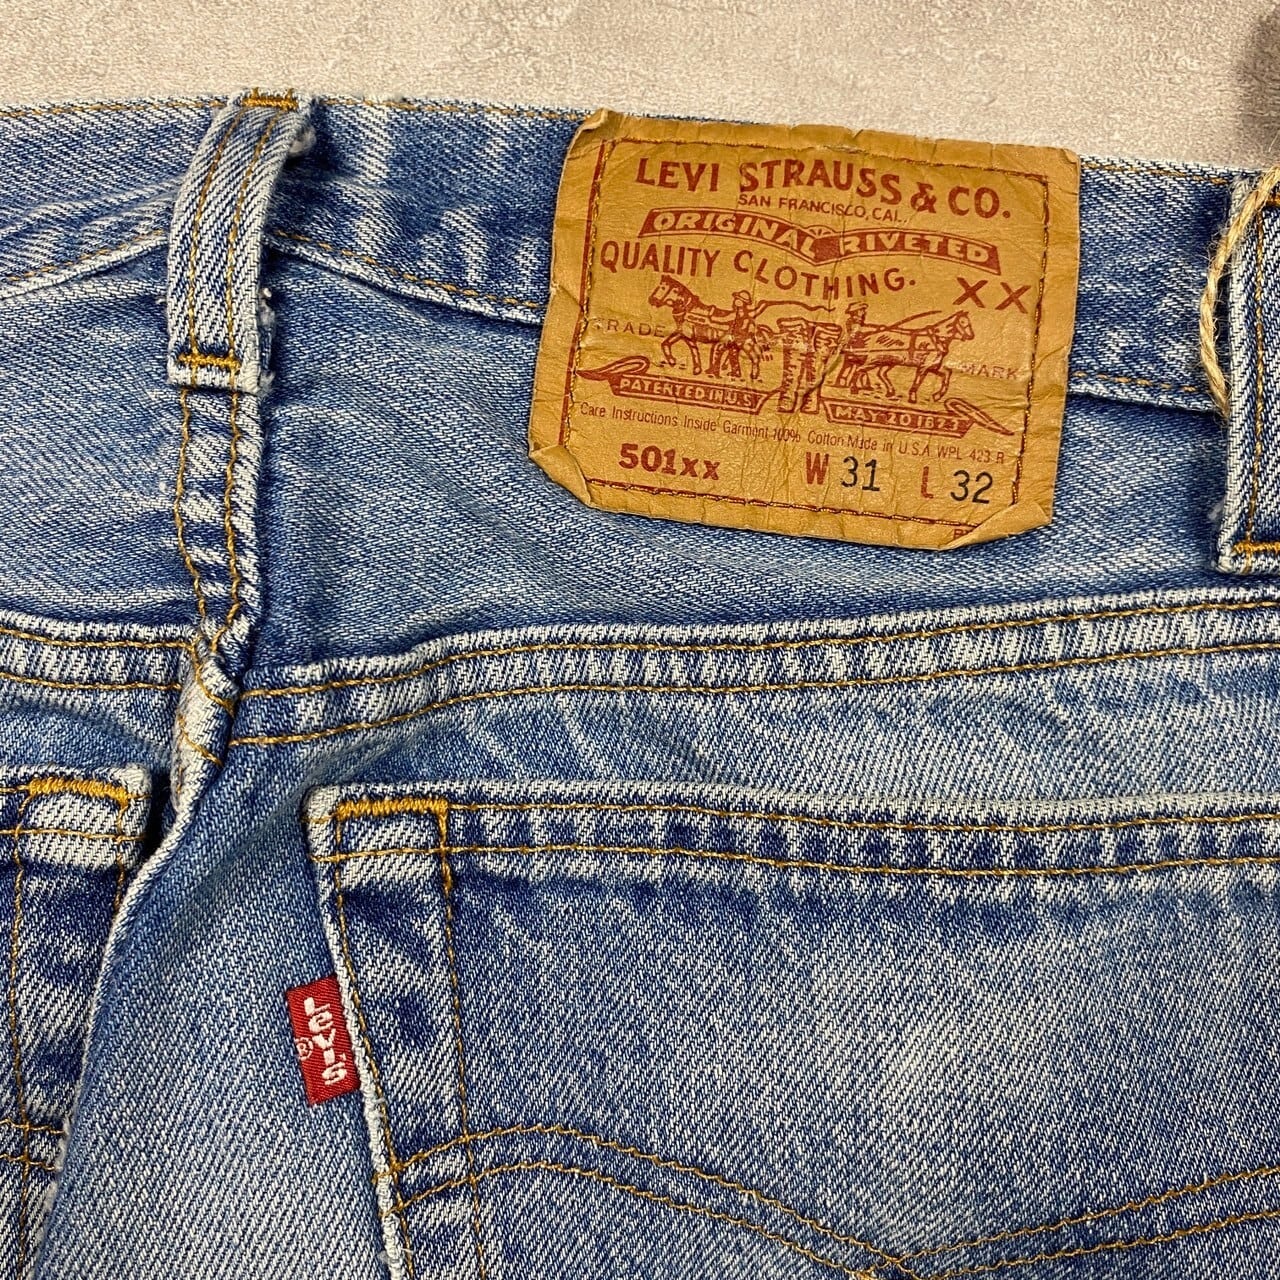 LEVI STRAUSS & CO.
SAN FRANCISCO, CAL.
ORIGINAL RIVETED
QUALITY CLOTHING.
XX
TRADE MARK
PATENTED IN U.S.
MAY 20 1873
Care Instructions Inside Garment 100% Cotton Made in U.S.A WPL 423 R
501xx W 31 L 32
LEVI'S
®